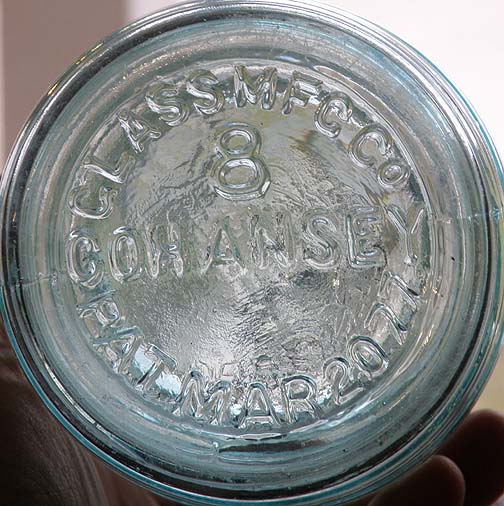 GLASS MFG CO
8
COHANSEY
PAT MAR 20 77